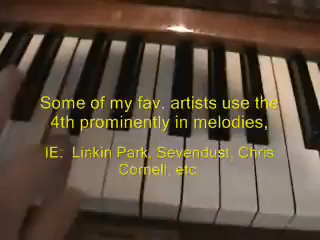 Some of my fav. artists use the
4th prominently in melodies,
IE:  Linkin Park, Sevendust, Chris
Cornell, etc